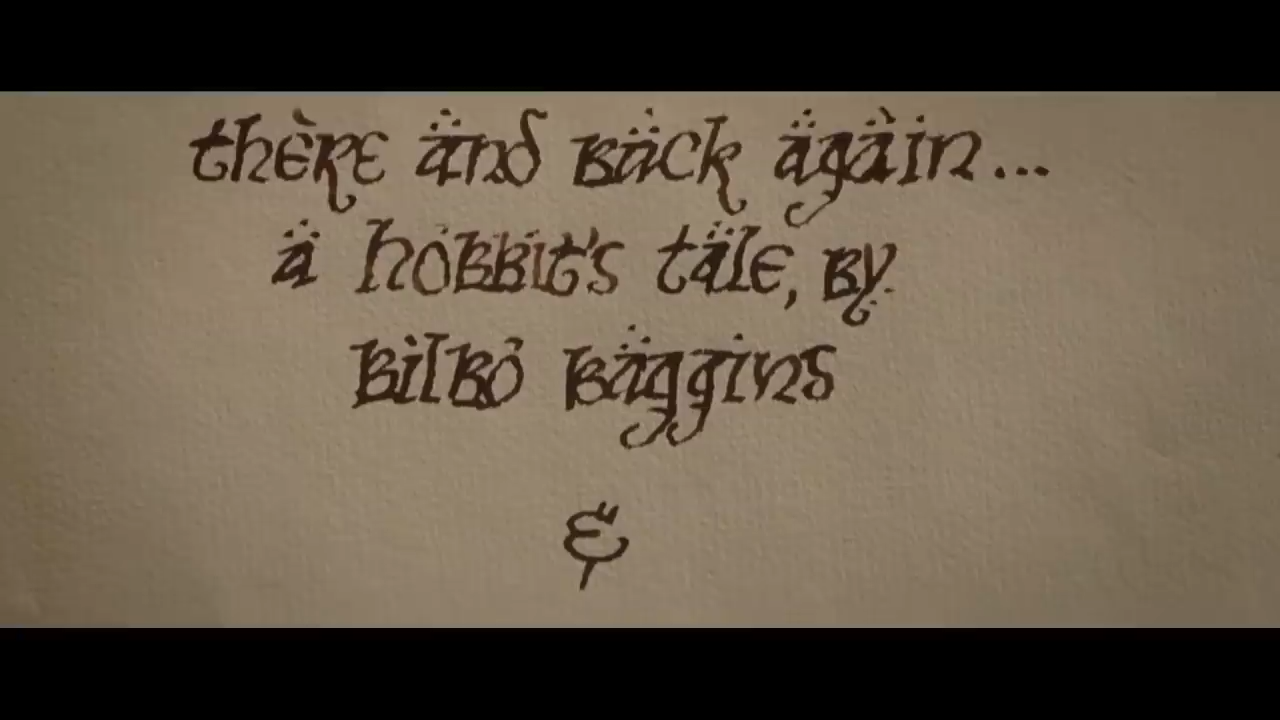 there and back again...
a hobbit's tale, by
bilbo baggins
&